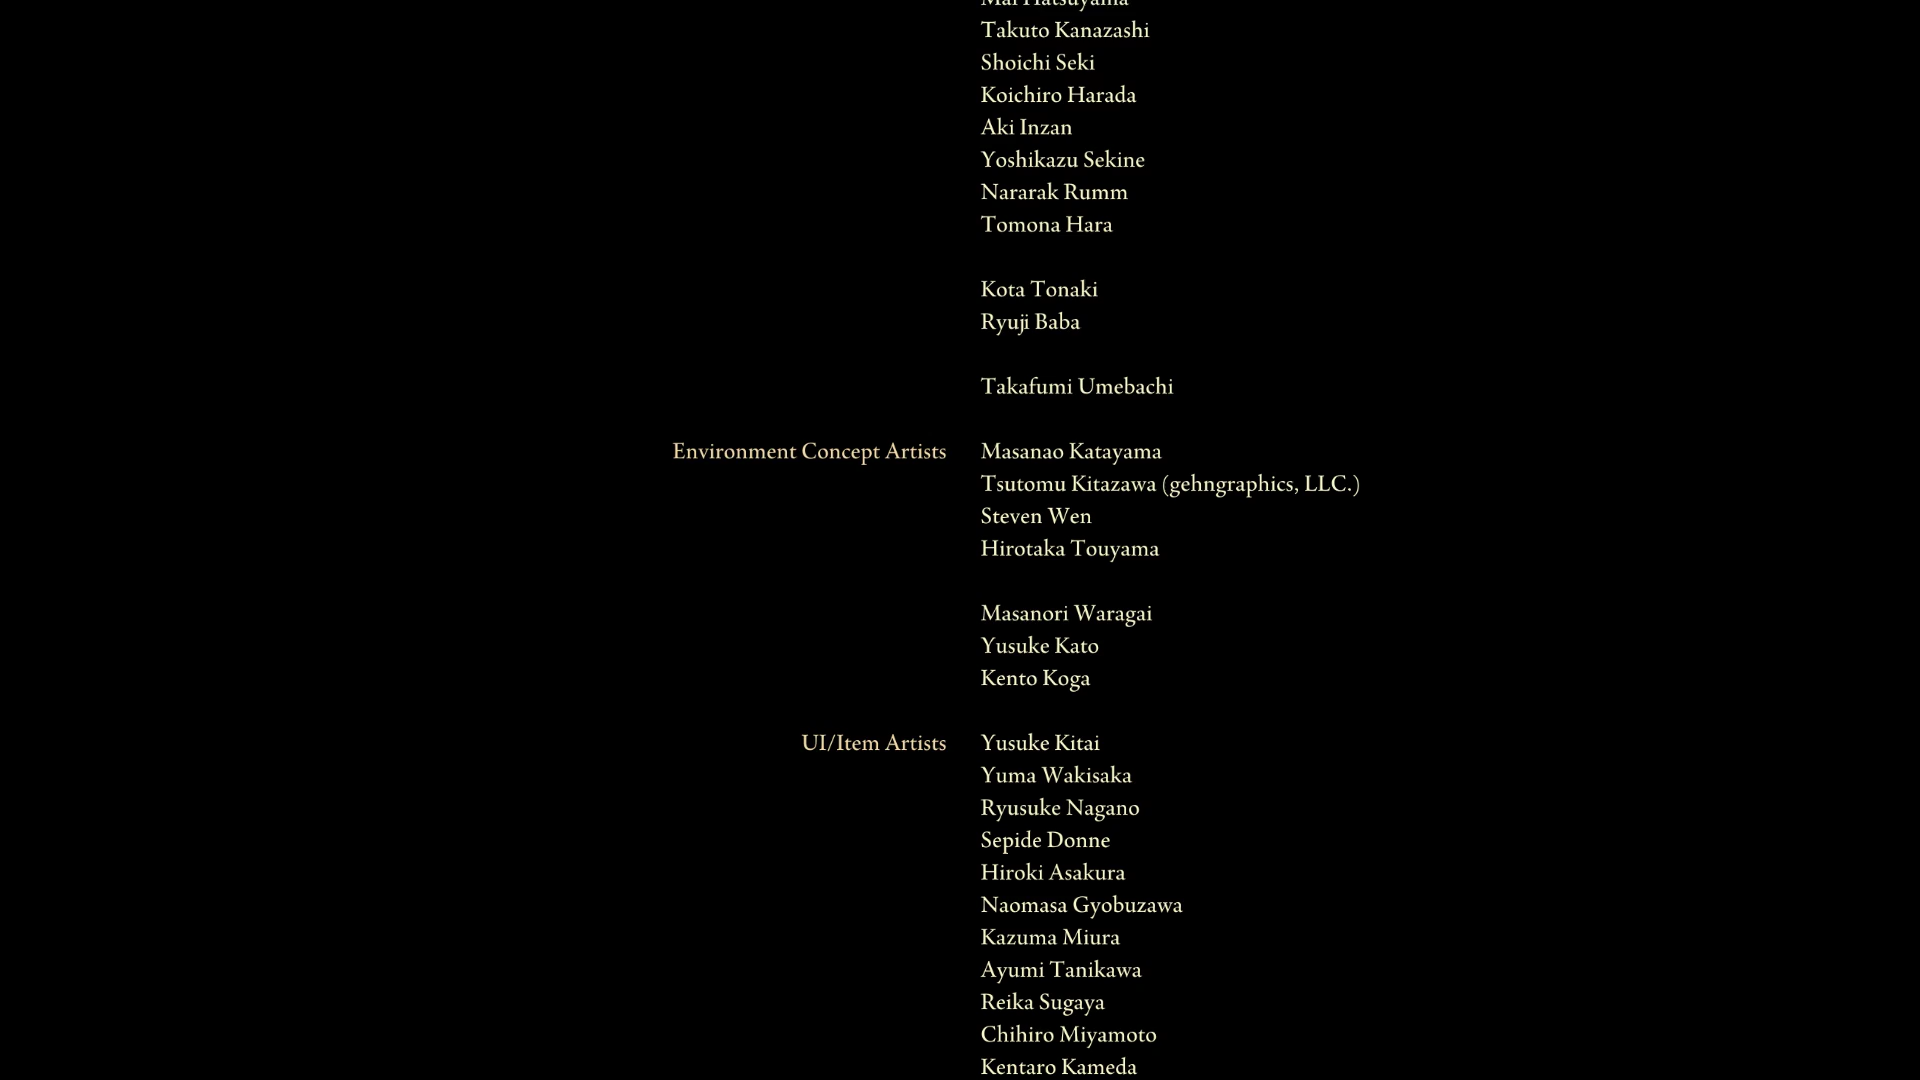 Mai Hatsuyama
Takuto Kanazashi
Shoichi Seki
Koichiro Harada
Aki Inzan
Yoshikazu Sekine
Nararak Rumm
Tomona Hara
Kota Tonaki
Ryuji Baba
Takafumi Umebachi
Environment Concept Artists Masanao Katayama
Tsutomu Kitazawa (gehngraphics, LLC.)
Steven Wen
Hirotaka Touyama
Masanori Waragai
Yusuke Kato
Kento Koga
UI/Item Artists Yusuke Kitai
Yuma Wakisaka
Ryusuke Nagano
Sepide Donne
Hiroki Asakura
Naomasa Gyobuzawa
Kazuma Miura
Ayumi Tanikawa
Reika Sugaya
Chihiro Miyamoto
Kentaro Kameda